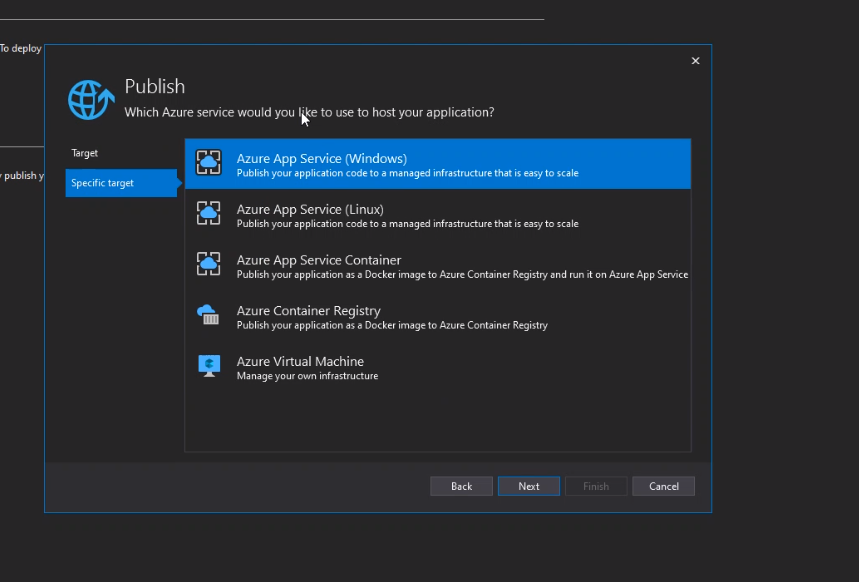 To deploy
Publish
Which Azure service would you like to use to host your application?
Target
Specific target
y publish y
Azure App Service (Windows)
Publish your application code to a managed infrastructure that is easy to scale
Azure App Service (Linux)
Publish your application code to a managed infrastructure that is easy to scale
Azure App Service Container
Publish your application as a Docker image to Azure Container Registry and run it on Azure App Service
Azure Container Registry
Publish your application as a Docker image to Azure Container Registry
Azure Virtual Machine
Manage your own infrastructure
Back
Next
Finish
Cancel